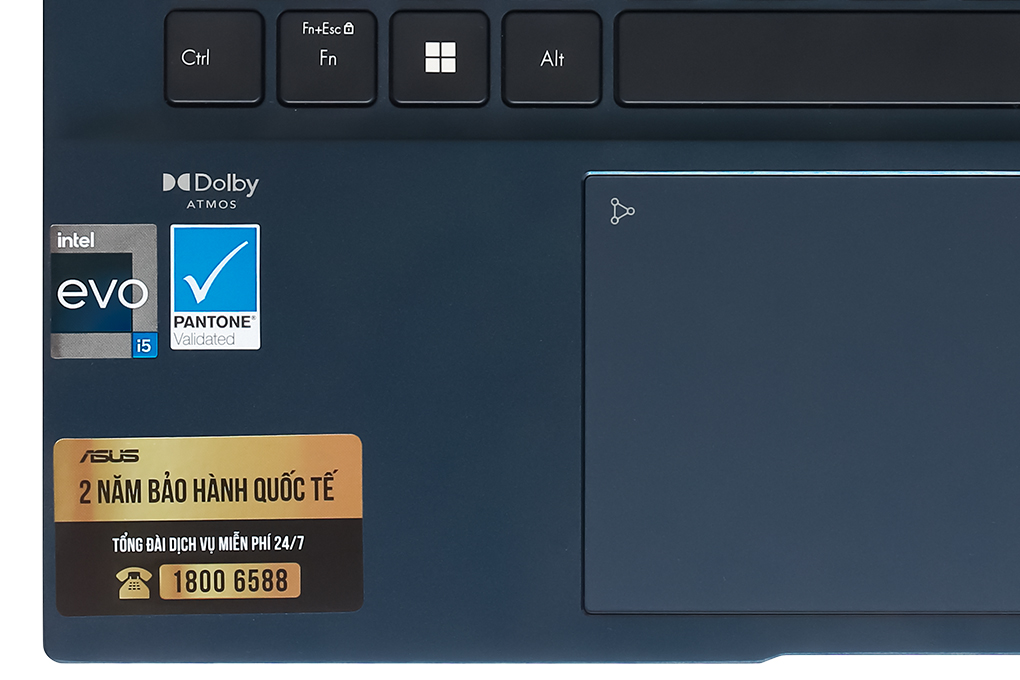 Fn+Esc
Ctrl
Fn
Alt
Dolby
ATMOS
intel
evo
i5
PANTONE®
Validated
ASUS
2 NĂM BẢO HÀNH QUỐC TẾ
TỔNG ĐÀI DỊCH VỤ MIỄN PHÍ 24/7
1800 6588